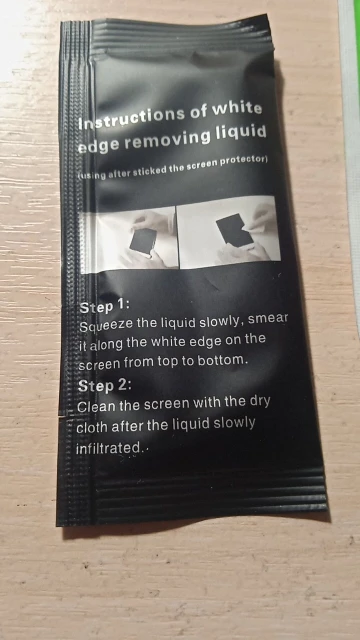 Instructions of white
edge removing liquid
(using after sticked the screen protector)
Step 1:
Squeeze the liquid slowly, smear
it along the white edge on the
screen from top to bottom.
Step 2:
Clean the screen with the dry
cloth after the liquid slowly
infiltrated..